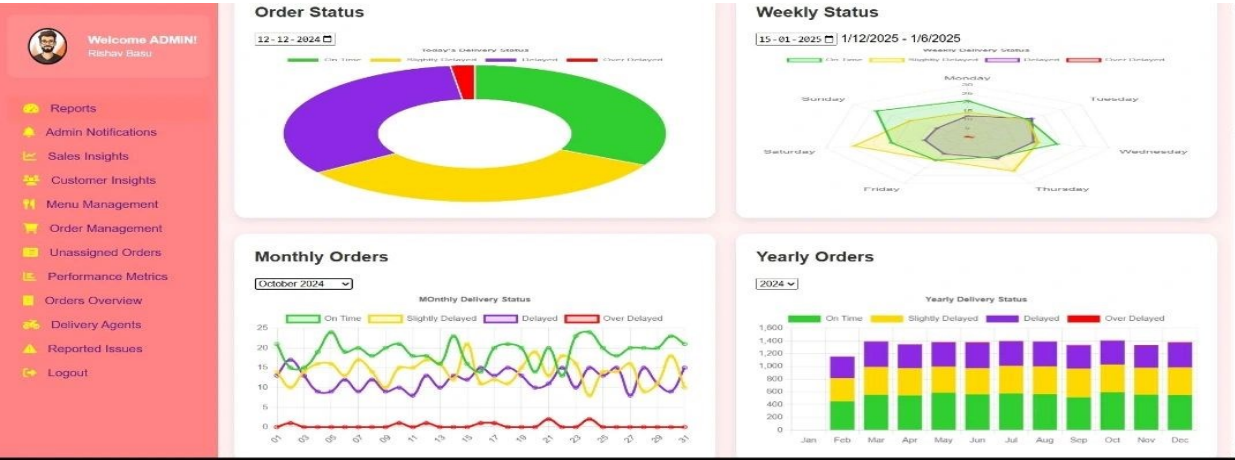 Welcome ADMIN!
Rishav Basu
Reports
Admin Notifications
Sales Insights
Customer Insights
Menu Management
Order Management
Unassigned Orders
Performance Metrics
Orders Overview
Delivery Agents
Reported Issues
Logout
Order Status
12-12-2024
Today's Delivery Status
On Time Slightly Delayed Delayed Over Delayed
Weekly Status
15-01-2025 1/12/2025 - 1/6/2025
Weekly Delivery Status
On Time Slightly Delayed Delayed Over Delayed
Monday
30
25
15
Sunday Tuesday
Saturday Wednesday
Friday Thursday
Monthly Orders
October 2024
MOnthly Delivery Status
On Time Slightly Delayed Delayed Over Delayed
25
20
15
10
5
0
01 03 05 07 09 11 13 15 17 19 21 23 25 27 29 31
Yearly Orders
2024
Yearly Delivery Status
On Time Slightly Delayed Delayed Over Delayed
1,600
1,400
1,200
1,000
800
600
400
200
0
Jan Feb Mar Apr May Jun Jul Aug Sep Oct Nov Dec